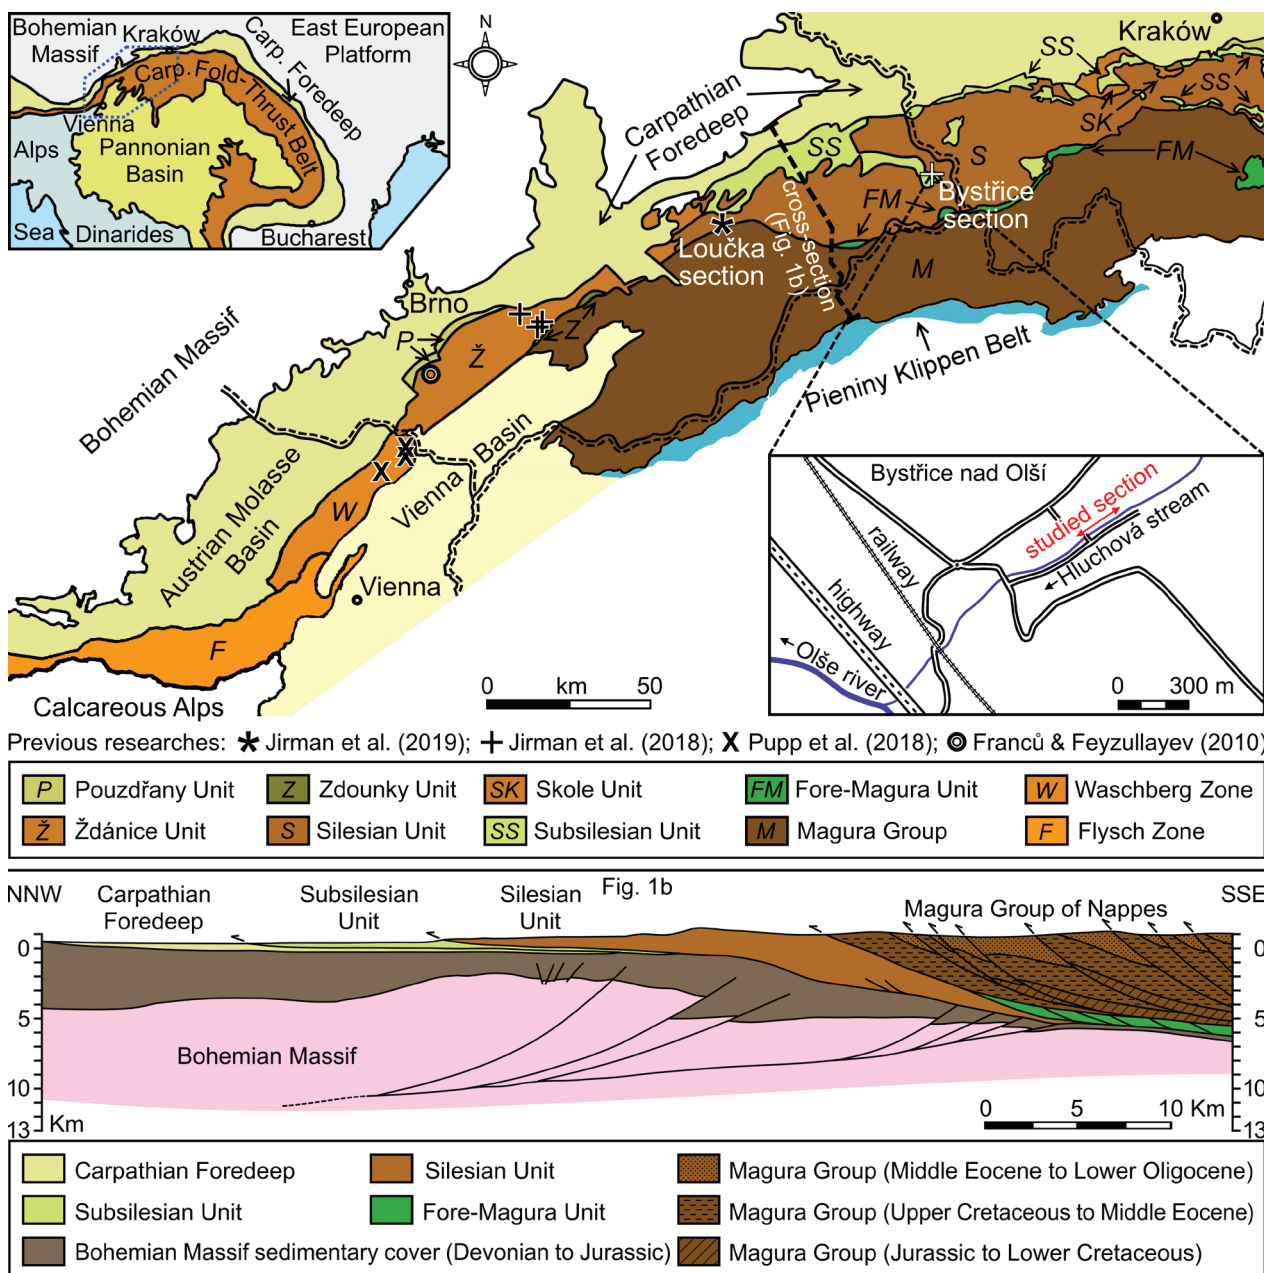 Bohemian
Massif
Kraków
East European
Platform
Carp. Foredeep
Carp. Fold-Thrust Belt
Vienna
Alps
Pannonian
Basin
Sea
Dinarides
Bucharest
N
Kraków
SS
SS
SK
Carpathian
Foredeep
SS
S
FM
FM
Bystřice
section
Loučka
section
cross-section
(Fig. 1b)
M
Brno
P
Ž
Z
Bohemian Massif
Pieniny Klippen Belt
Vienna Basin
Austrian Molasse
Basin
W
Vienna
F
Calcareous Alps
0 km 50
Bystřice nad Olší
studied section
Hluchová stream
railway
highway
Olše river
0 300 m
Previous researches: Jirman et al. (2019); Jirman et al. (2018); Pupp et al. (2018); Franců & Feyzullayev (2010)
P Pouzdřany Unit Z Zdounky Unit SK Skole Unit FM Fore-Magura Unit W Waschberg Zone
Ž Ždánice Unit S Silesian Unit SS Subsilesian Unit M Magura Group F Flysch Zone
Fig. 1b
NNW
Carpathian
Foredeep
Subsilesian
Unit
Silesian
Unit
Magura Group of Nappes
SSE
0 0
5 5
Bohemian Massif
10 10
13 Km 13
0 5 10 Km
Carpathian Foredeep Silesian Unit Magura Group (Middle Eocene to Lower Oligocene)
Subsilesian Unit Fore-Magura Unit Magura Group (Upper Cretaceous to Middle Eocene)
Bohemian Massif sedimentary cover (Devonian to Jurassic) Magura Group (Jurassic to Lower Cretaceous)